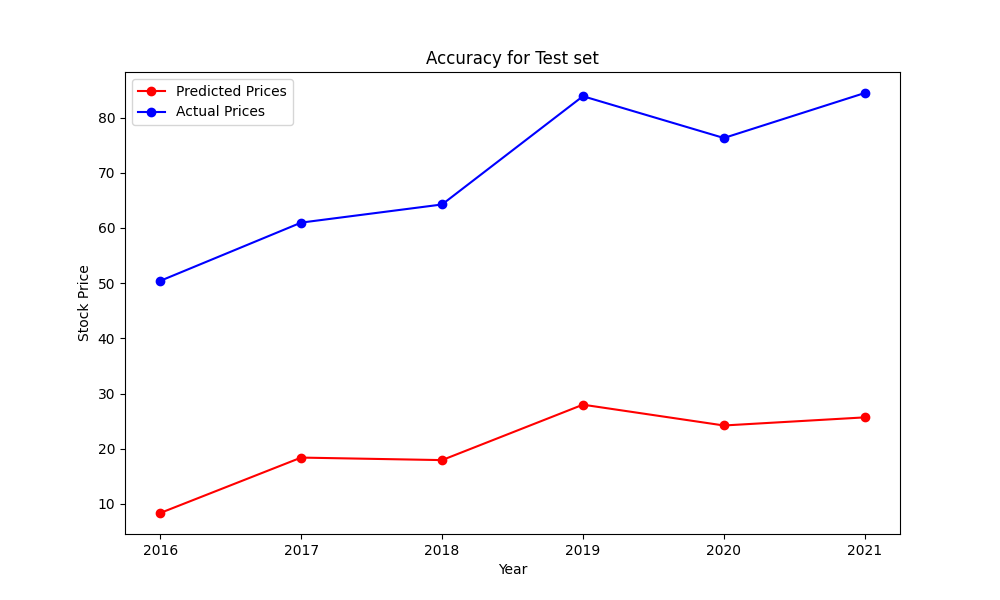 Accuracy for Test set
Predicted Prices
Actual Prices
Stock Price
80
70
60
50
40
30
20
10
2016 2017 2018 2019 2020 2021
Year